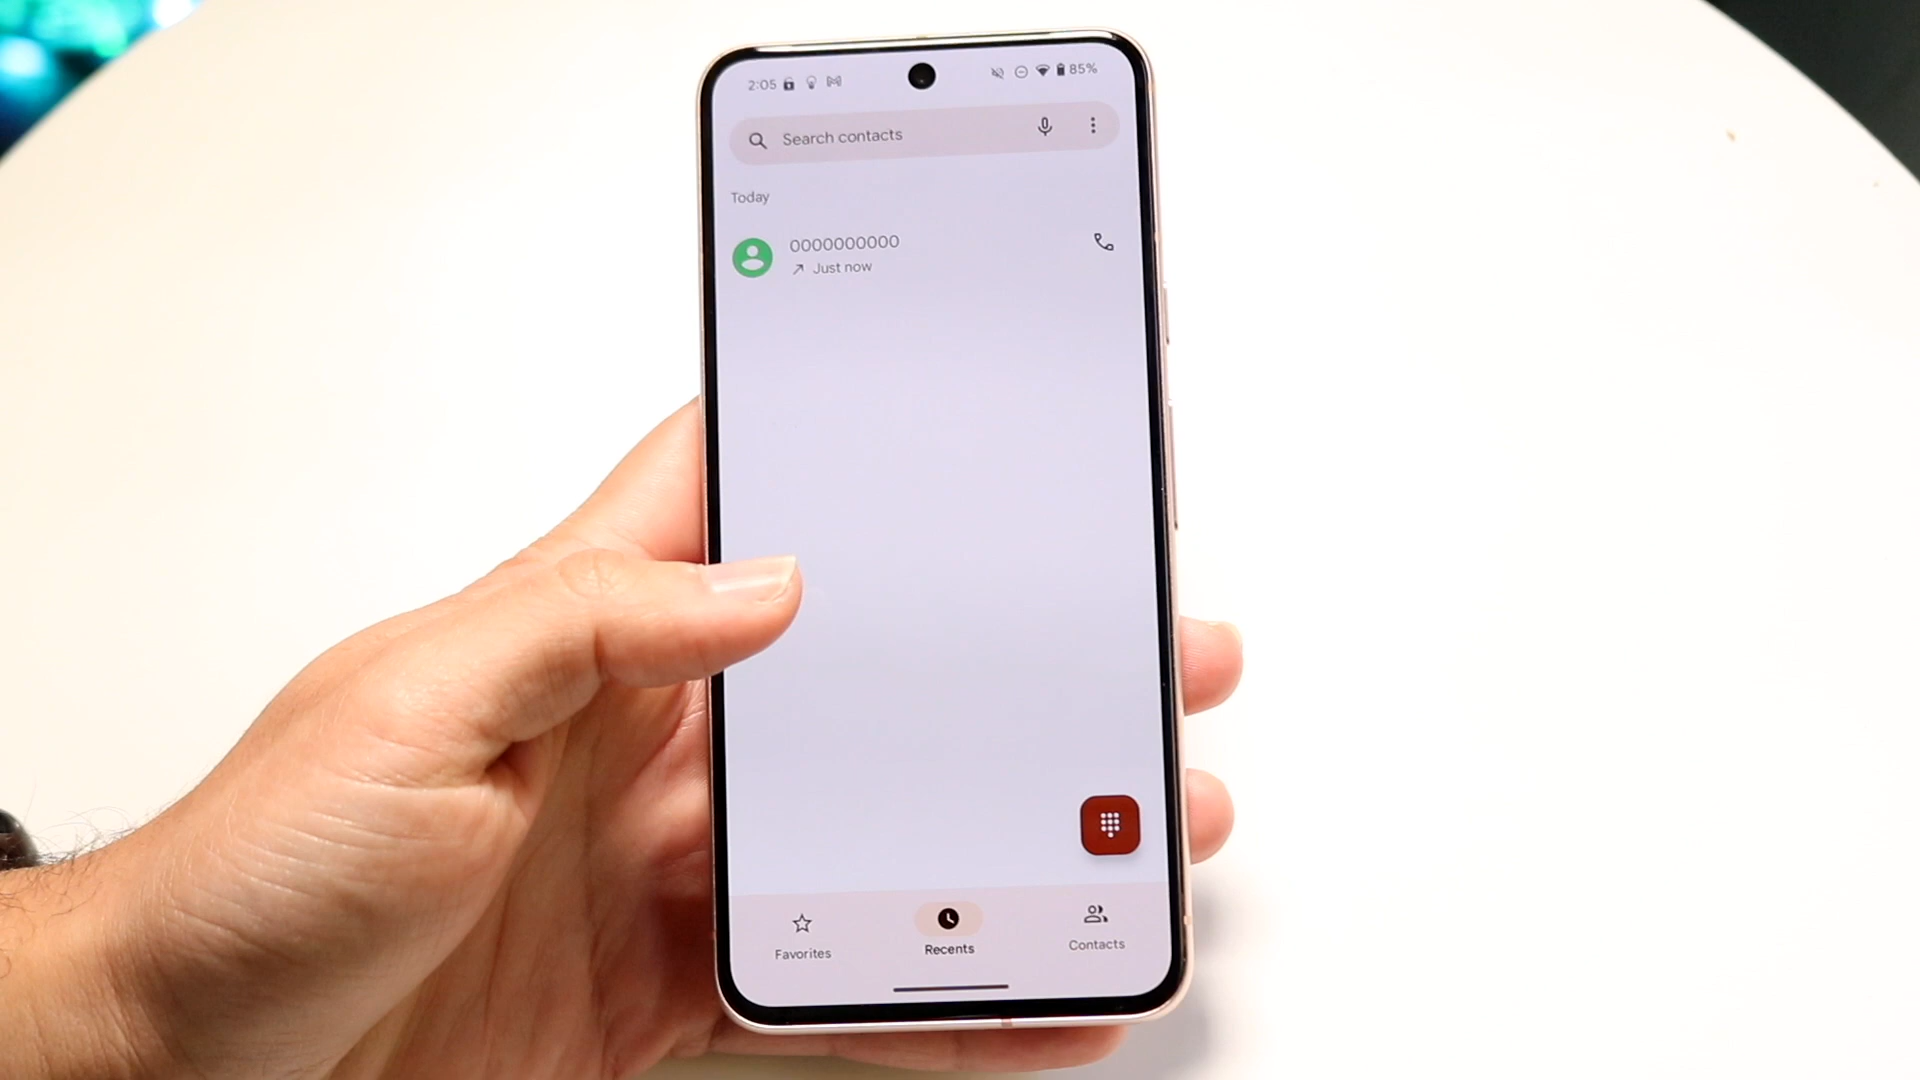 2:05 85%
Search contacts
Today
0000000000
Just now
Favorites Recents Contacts